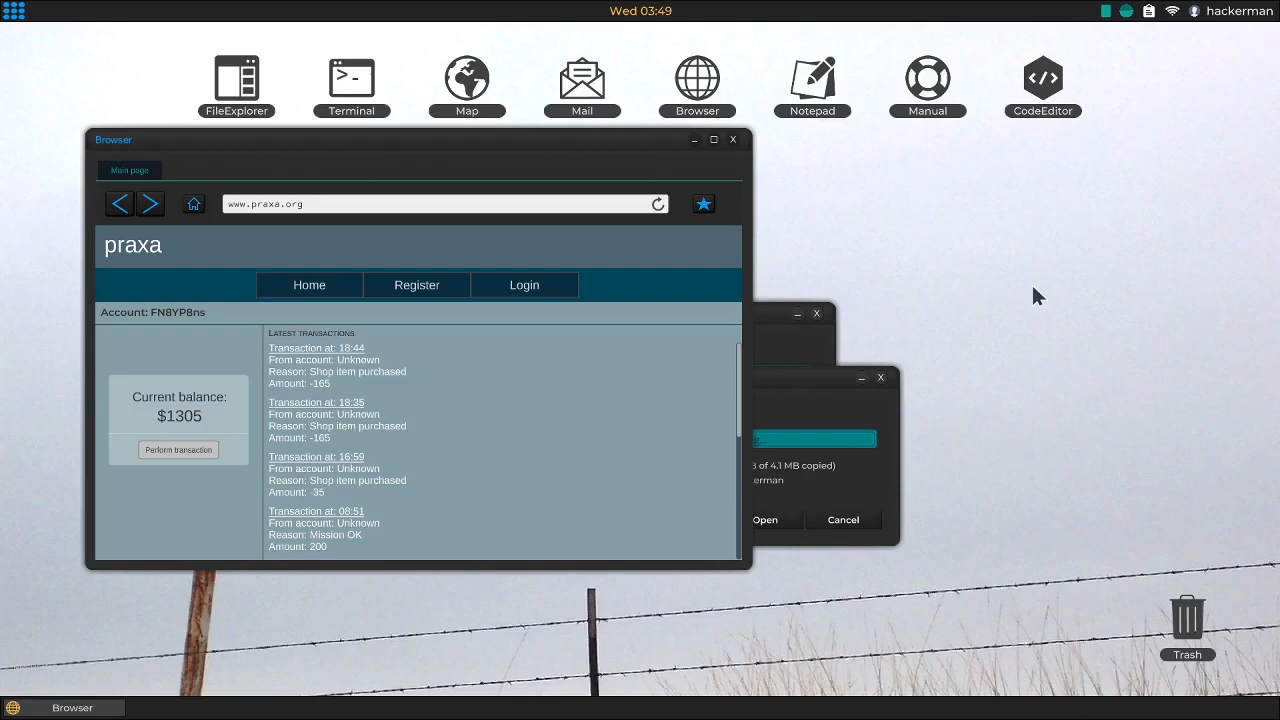 Wed 03:49
hackerman
FileExplorer
Terminal
Map
Mail
Browser
Notepad
Manual
CodeEditor
Browser
X
Main page
www.praxa.org
praxa
Home
Register
Login
Account: FN8YP8ns
Current balance:
$1305
Perform transaction
Latest transactions
Transaction at: 18:44
From account: Unknown
Reason: Shop item purchased
Amount: -165
Transaction at: 18:35
From account: Unknown
Reason: Shop item purchased
Amount: -165
Transaction at: 16:59
From account: Unknown
Reason: Shop item purchased
Amount: -35
Transaction at: 08:51
From account: Unknown
Reason: Mission OK
Amount: 200
X
X
of 4.1 MB copied)
erman
Open
Cancel
Trash
Browser